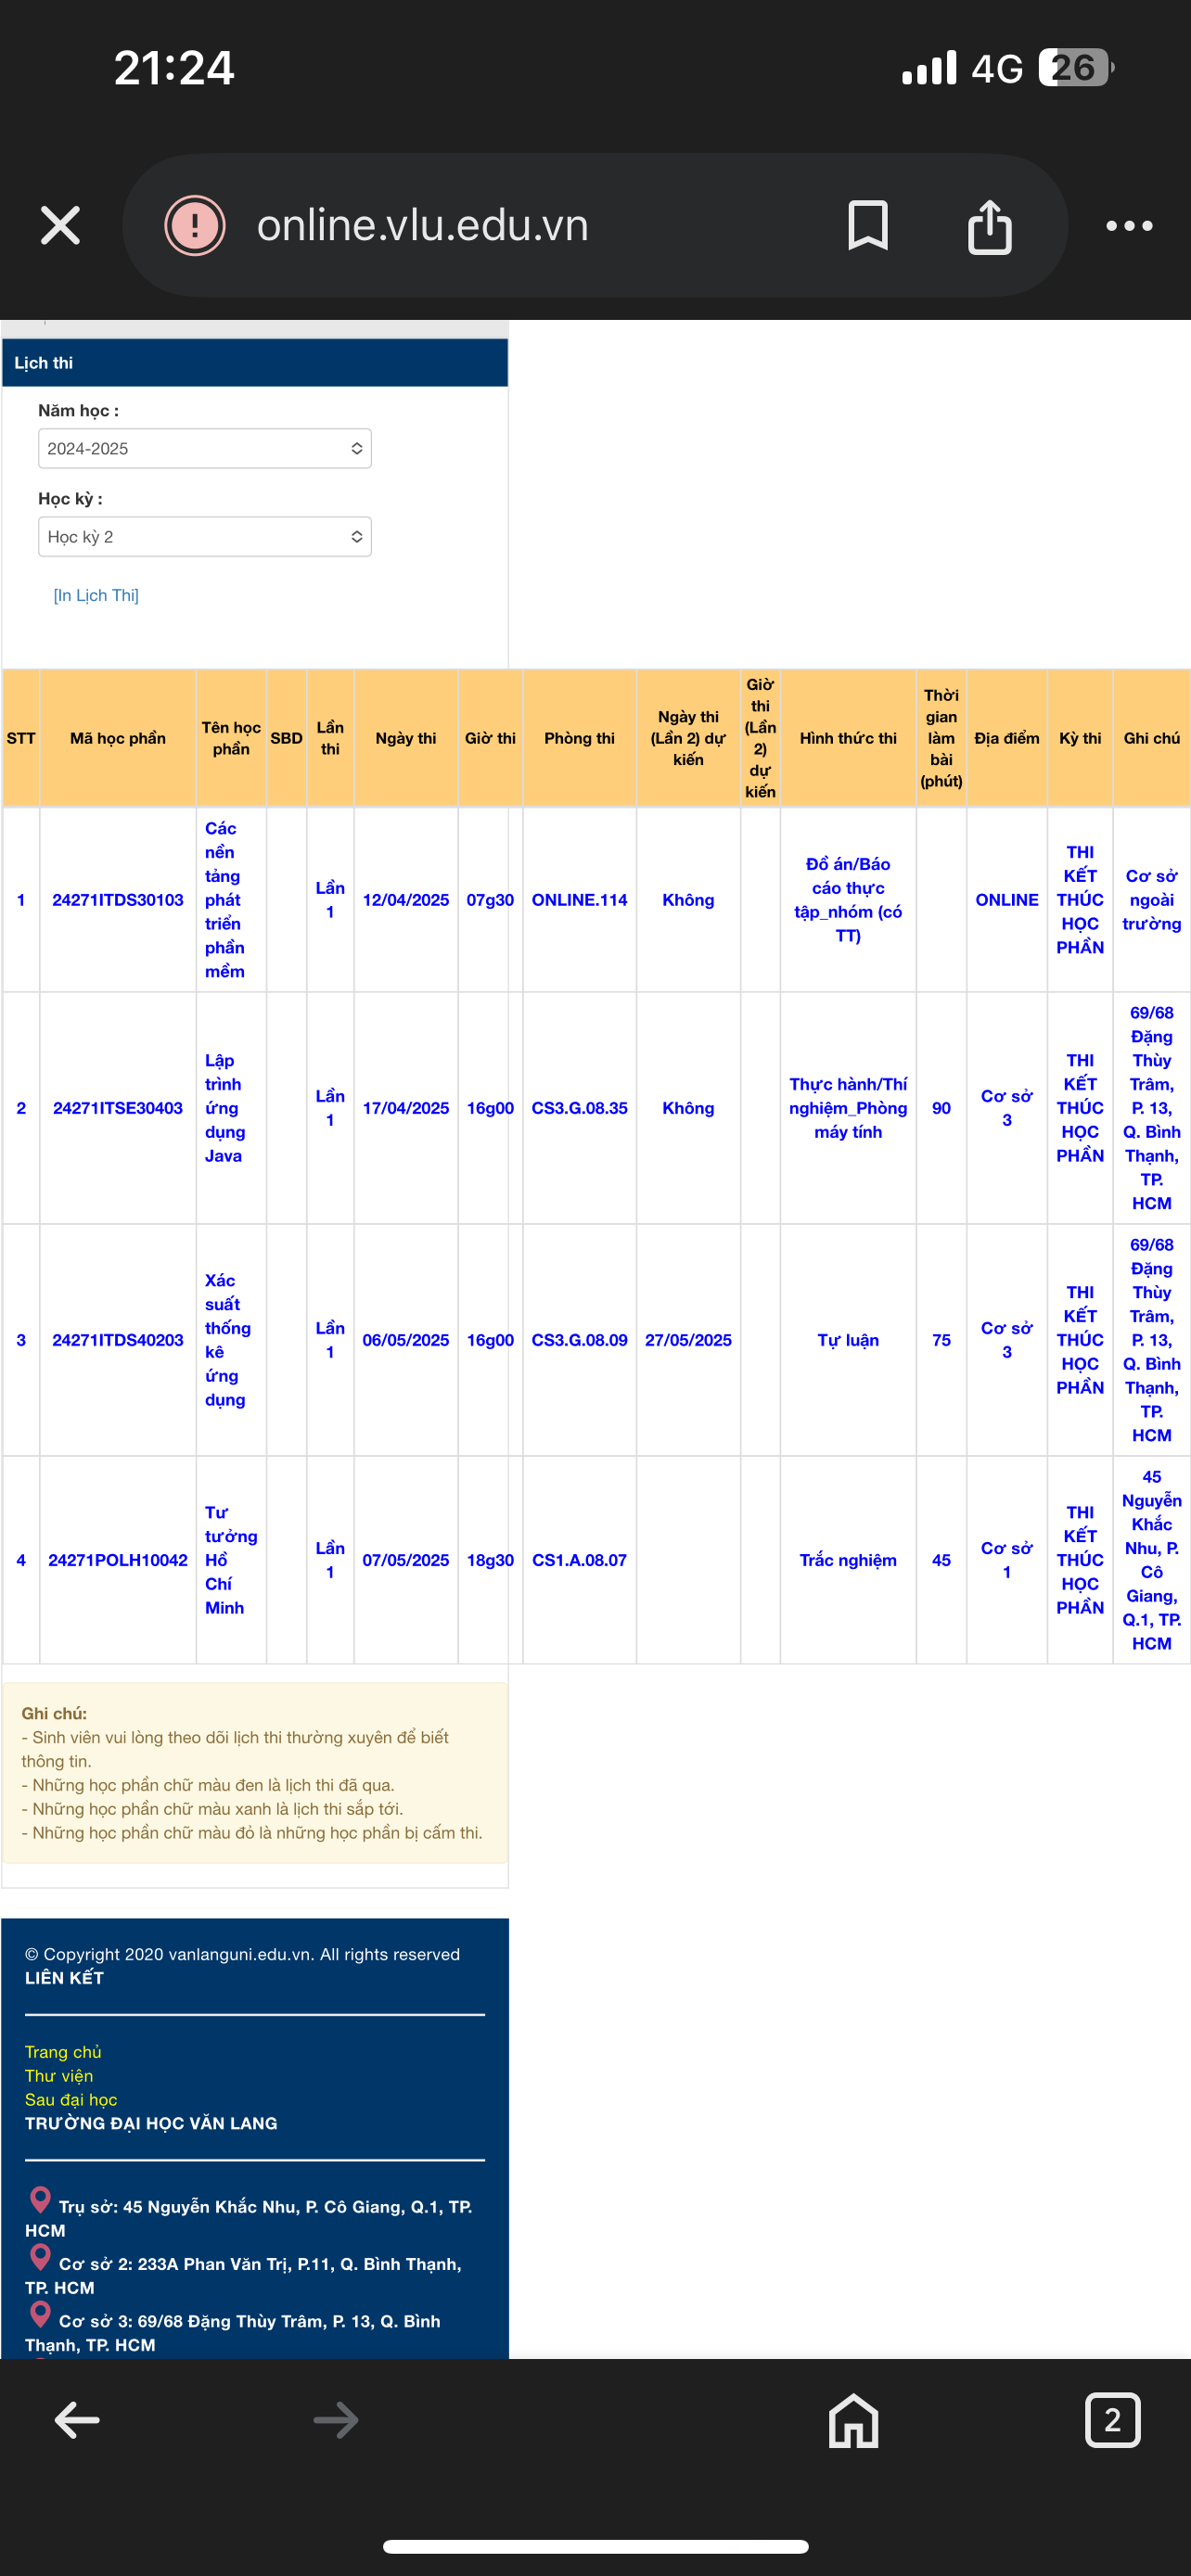 21:24
4G 26
online.vlu.edu.vn
Lịch thi
Năm học :
2024-2025
Học kỳ :
Học kỳ 2
[In Lịch Thi]
STT Mã học phần Tên học phần SBD Lần thi Ngày thi Giờ thi Phòng thi Ngày thi (Lần 2) dự kiến Giờ thi (Lần 2) dự kiến Hình thức thi Thời gian làm bài (phút) Địa điểm Kỳ thi Ghi chú
1 24271ITDS30103 Các nền tảng phát triển phần mềm Lần 1 12/04/2025 07g30 ONLINE.114 Không Đồ án/Báo cáo thực tập_nhóm (có TT) ONLINE THI KẾT THÚC HỌC PHẦN Cơ sở ngoài trường
2 24271ITSE30403 Lập trình ứng dụng Java Lần 1 17/04/2025 16g00 CS3.G.08.35 Không Thực hành/Thí nghiệm_Phòng máy tính 90 Cơ sở 3 THI KẾT THÚC HỌC PHẦN 69/68 Đặng Thùy Trâm, P. 13, Q. Bình Thạnh, TP. HCM
3 24271ITDS40203 Xác suất thống kê ứng dụng Lần 1 06/05/2025 16g00 CS3.G.08.09 27/05/2025 Tự luận 75 Cơ sở 3 THI KẾT THÚC HỌC PHẦN 69/68 Đặng Thùy Trâm, P. 13, Q. Bình Thạnh, TP. HCM
4 24271POLH10042 Tư tưởng Hồ Chí Minh Lần 1 07/05/2025 18g30 CS1.A.08.07 Trắc nghiệm 45 Cơ sở 1 THI KẾT THÚC HỌC PHẦN 45 Nguyễn Khắc Nhu, P. Cô Giang, Q.1, TP. HCM
Ghi chú:
- Sinh viên vui lòng theo dõi lịch thi thường xuyên để biết
thông tin.
- Những học phần chữ màu đen là lịch thi đã qua.
- Những học phần chữ màu xanh là lịch thi sắp tới.
- Những học phần chữ màu đỏ là những học phần bị cấm thi.
© Copyright 2020 vanlanguni.edu.vn. All rights reserved
LIÊN KẾT
Trang chủ
Thư viện
Sau đại học
TRƯỜNG ĐẠI HỌC VĂN LANG
Trụ sở: 45 Nguyễn Khắc Nhu, P. Cô Giang, Q.1, TP.
HCM
Cơ sở 2: 233A Phan Văn Trị, P.11, Q. Bình Thạnh,
TP. HCM
Cơ sở 3: 69/68 Đặng Thùy Trâm, P. 13, Q. Bình
Thạnh, TP. HCM
2